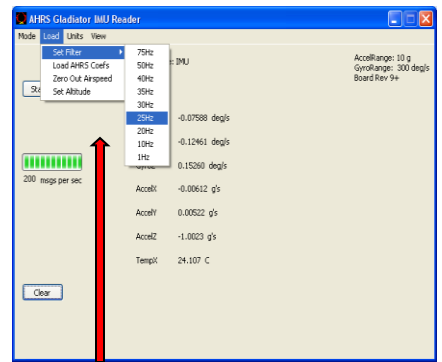 AHRS Gladiator IMU Reader
Mode Load Units View
Set Filter
Load AHRS Coefs
Zero Out Airspeed
Set Altitude
75Hz
50Hz
40Hz
35Hz
30Hz
25Hz
20Hz
10Hz
1Hz
: IMU
AccelRange: 10 g
GyroRange: 300 deg/s
Board Rev 9+
-0.07588 deg/s
-0.12461 deg/s
0.15260 deg/s
200 msgs per sec
AccelX -0.00612 g's
AccelY 0.00522 g's
AccelZ -1.0023 g's
TempX 24.107 C
Clear